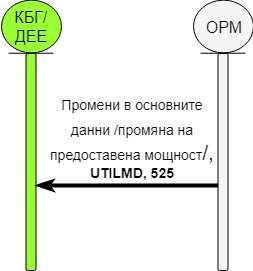 КБГ/
ДЕЕ
ОРМ
Промени в основните
данни /промяна на
предоставена мощност/,
UTILMD, 525